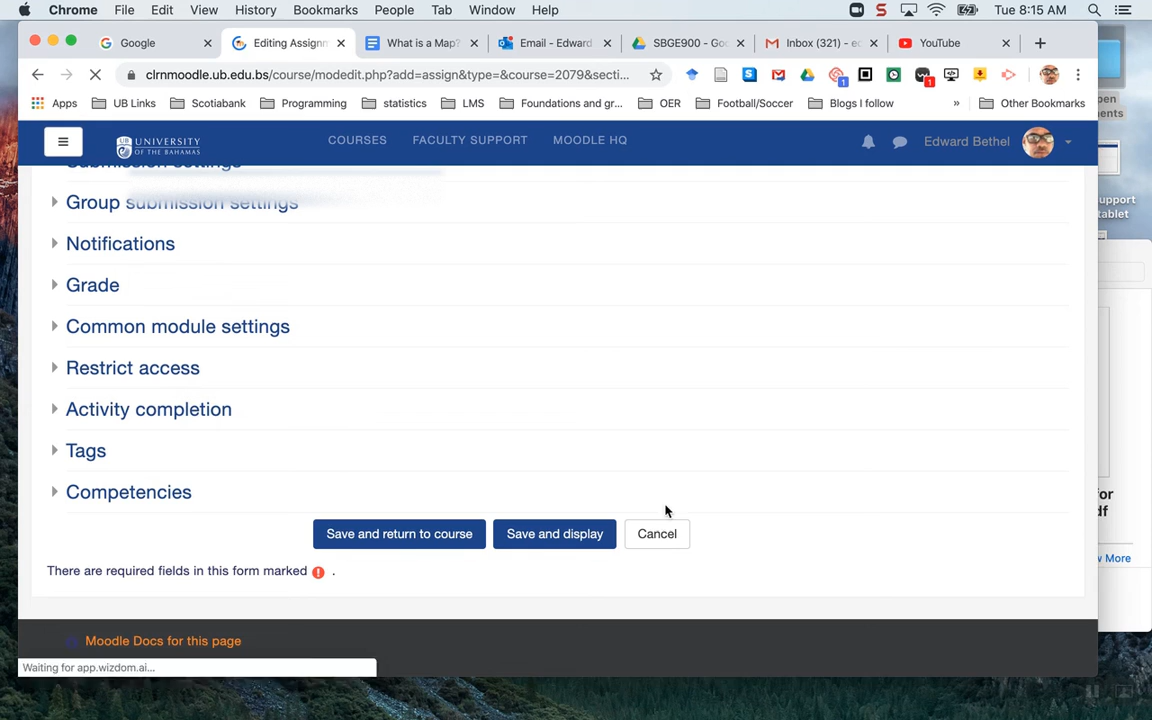 Chrome File Edit View History Bookmarks People Tab Window Help
Tue 8:15 AM
Google
Editing Assignm
What is a Map?
Email - Edward
SBGE900 - Goo
Inbox (321) - ec
YouTube
clrnmoodle.ub.edu.bs/course/modedit.php?add=assign&type=&course=2079&secti...
Apps
UB Links
Scotiabank
Programming
statistics
LMS
Foundations and gr...
OER
Football/Soccer
Blogs I follow
»
Other Bookmarks
UNIVERSITY
OF THE BAHAMAS
COURSES
FACULTY SUPPORT
MOODLE HQ
Edward Bethel
Submission settings
Group submission settings
Notifications
Grade
Common module settings
Restrict access
Activity completion
Tags
Competencies
Save and return to course
Save and display
Cancel
There are required fields in this form marked .
Moodle Docs for this page
Waiting for app.wizdom.ai...